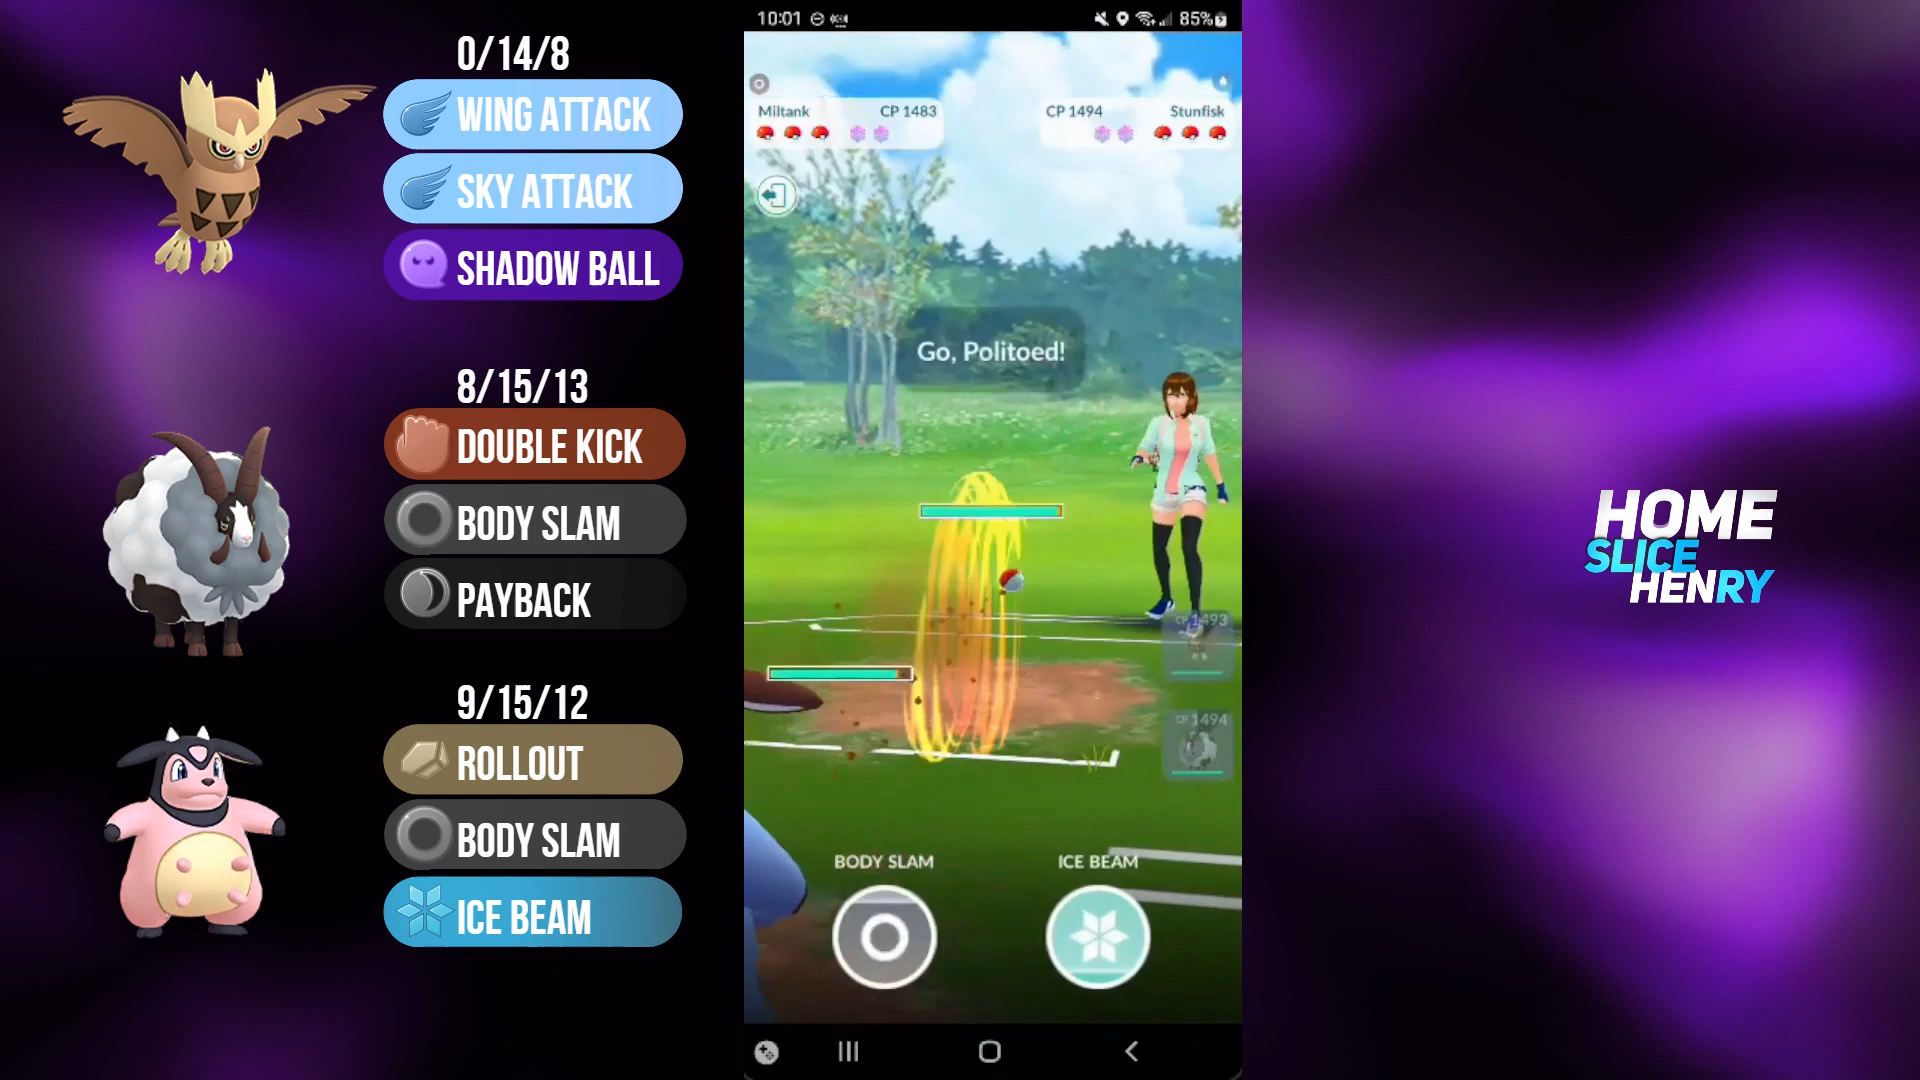 0/14/8
WING ATTACK
SKY ATTACK
SHADOW BALL
8/15/13
DOUBLE KICK
BODY SLAM
PAYBACK
9/15/12
ROLLOUT
BODY SLAM
ICE BEAM
10:01
85%
Miltank CP 1483
CP 1494 Stunfisk
Go, Politoed!
CP 1493
CP 1494
BODY SLAM
ICE BEAM
HOME
SLICE
HENRY